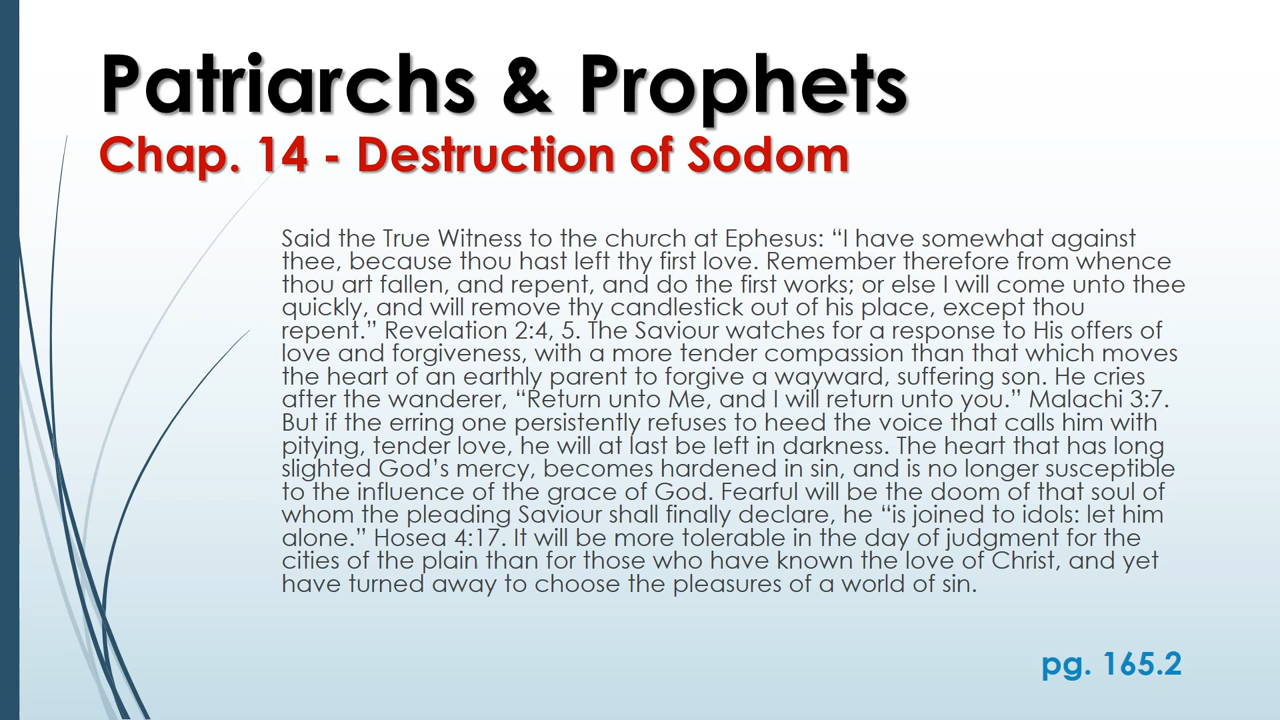 Patriarchs & Prophets
Chap. 14 - Destruction of Sodom
Said the True Witness to the church at Ephesus: “I have somewhat against
thee, because thou hast left thy first love. Remember therefore from whence
thou art fallen, and repent, and do the first works; or else I will come unto thee
quickly, and will remove thy candlestick out of his place, except thou
repent.” Revelation 2:4, 5. The Saviour watches for a response to His offers of
love and forgiveness, with a more tender compassion than that which moves
the heart of an earthly parent to forgive a wayward, suffering son. He cries
after the wanderer, “Return unto Me, and I will return unto you.” Malachi 3:7.
But if the erring one persistently refuses to heed the voice that calls him with
pitying, tender love, he will at last be left in darkness. The heart that has long
slighted God’s mercy, becomes hardened in sin, and is no longer susceptible
to the influence of the grace of God. Fearful will be the doom of that soul of
whom the pleading Saviour shall finally declare, he “is joined to idols: let him
alone.” Hosea 4:17. It will be more tolerable in the day of judgment for the
cities of the plain than for those who have known the love of Christ, and yet
have turned away to choose the pleasures of a world of sin.
pg. 165.2